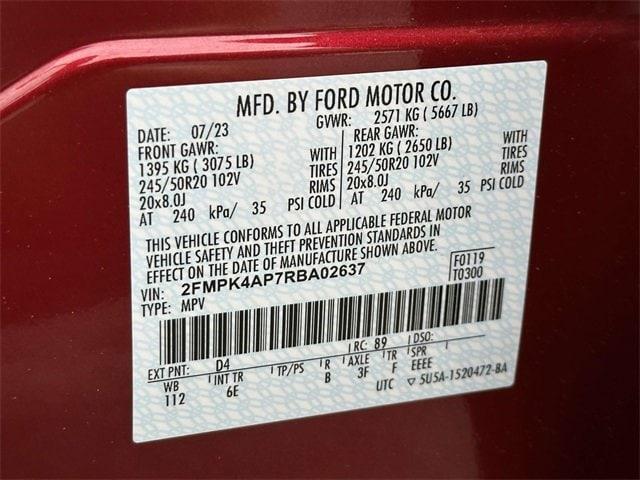 MFD. BY FORD MOTOR CO.
DATE: 07/23 GVWR: 2571 KG ( 5667 LB)
FRONT GAWR: REAR GAWR:
1395 KG ( 3075 LB) WITH 1202 KG ( 2650 LB) WITH
245/50R20 102V TIRES 245/50R20 102V TIRES
20x8.0J RIMS 20x8.0J RIMS
AT 240 kPa/ 35 PSI COLD AT 240 kPa/ 35 PSI COLD
THIS VEHICLE CONFORMS TO ALL APPLICABLE FEDERAL MOTOR
VEHICLE SAFETY AND THEFT PREVENTION STANDARDS IN
EFFECT ON THE DATE OF MANUFACTURE SHOWN ABOVE.
VIN: 2FMPK4AP7RBA02637 F0119
TYPE: MPV T0300
EXT PNT: D4 RC: 89 DSO:
WB INT TR TP/PS R AXLE TR SPR
112 6E B 3F F EEEE
UTC ▽ 5U5A-1520472-BA